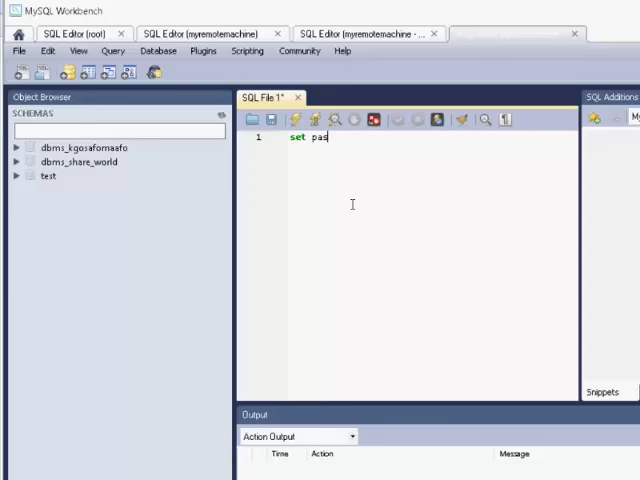 MySQL Workbench
SQL Editor (root)
SQL Editor (myremotemachine)
SQL Editor (myremotemachine - ...
File Edit View Query Database Plugins Scripting Community Help
Object Browser
SQL File 1*
SQL Additions
SCHEMAS
My
1 set pas
dbms_kgosafomaafo
dbms_share_world
test
Snippets
Output
Action Output
Time Action Message